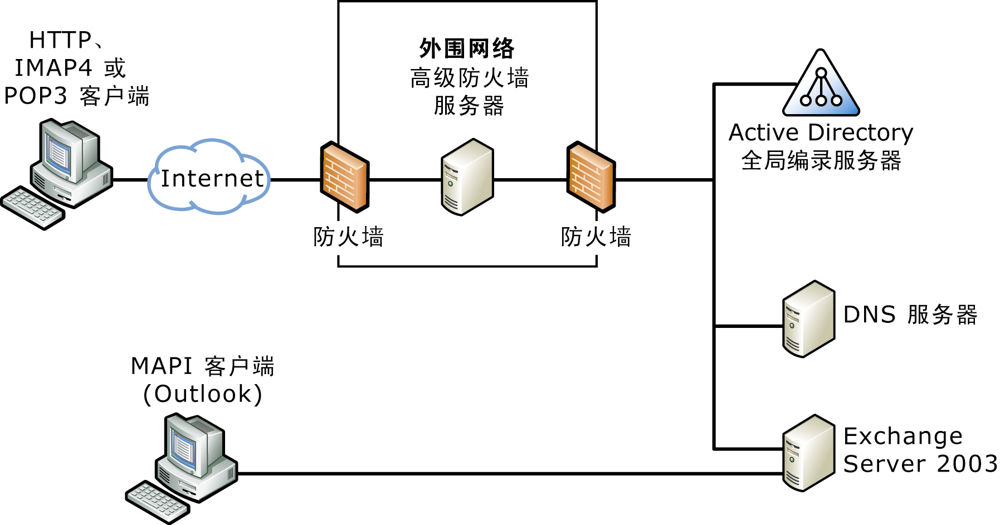 HTTP、
IMAP4 或
POP3 客户端
Internet
外围网络
高级防火墙
服务器
防火墙
防火墙
Active Directory
全局编录服务器
DNS 服务器
MAPI 客户端
(Outlook)
Exchange
Server 2003